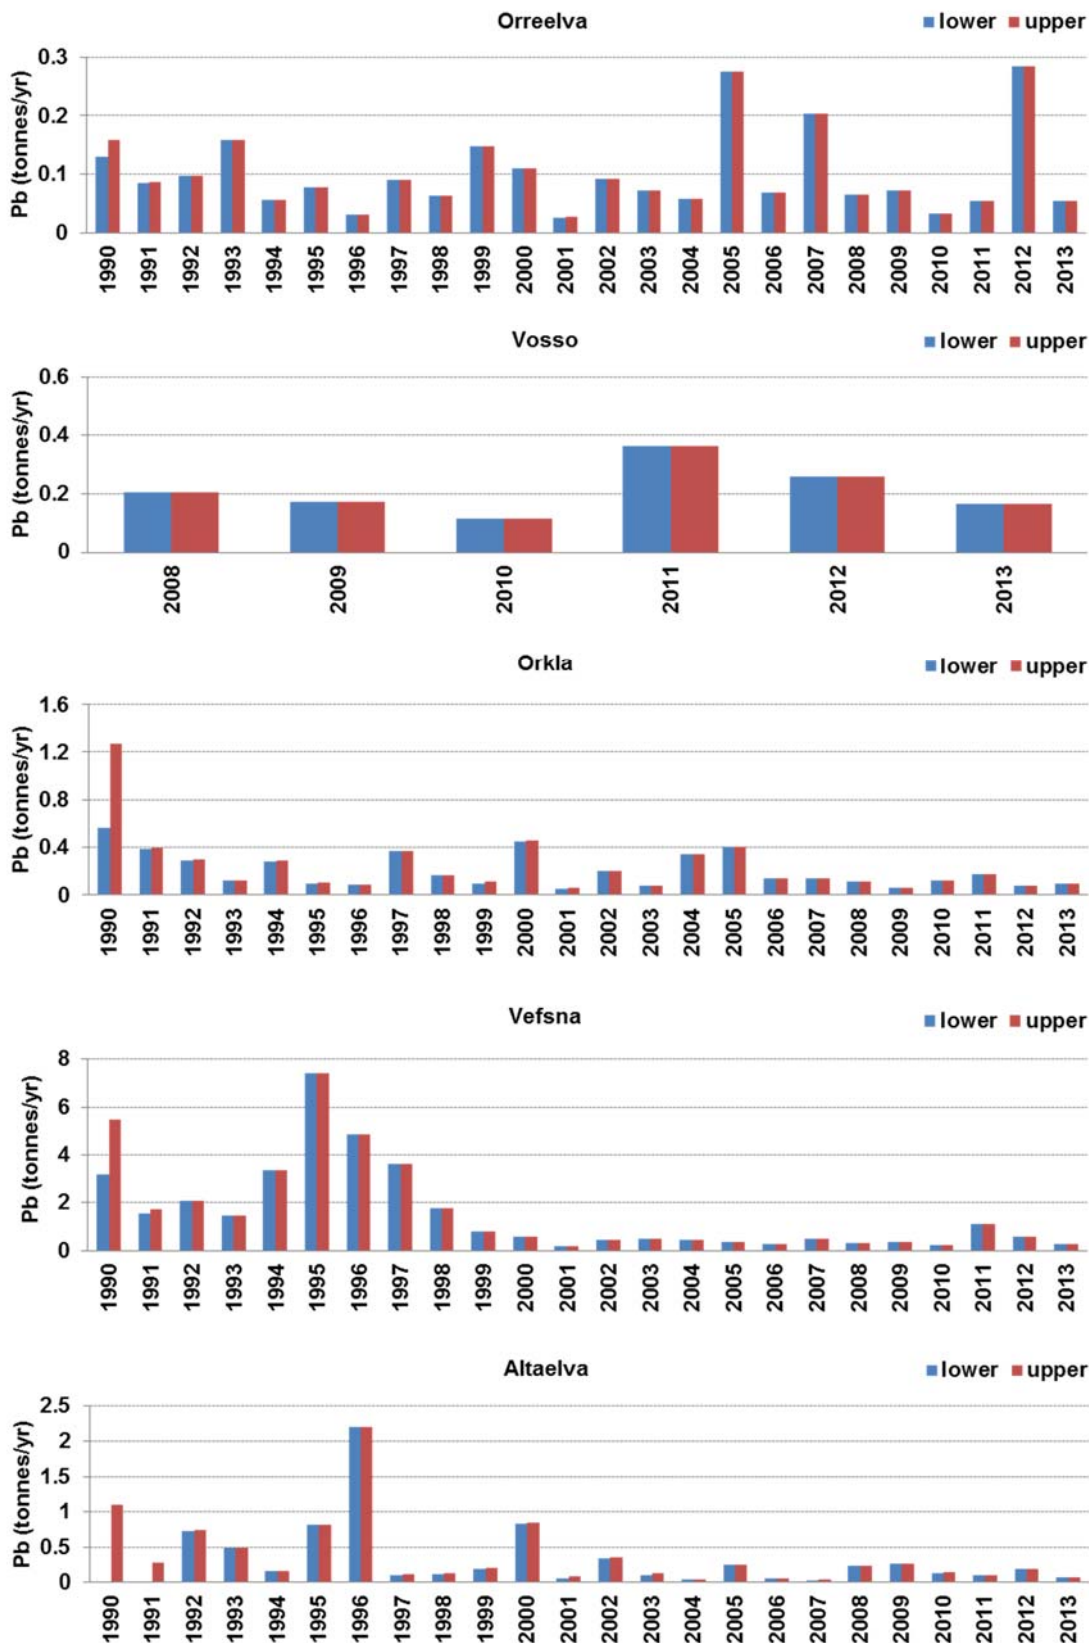 Orreelva
lower upper
Pb (tonnes/yr)
0.3
0.2
0.1
0
1990 1991 1992 1993 1994 1995 1996 1997 1998 1999 2000 2001 2002 2003 2004 2005 2006 2007 2008 2009 2010 2011 2012 2013
Vosso
lower upper
Pb (tonnes/yr)
0.6
0.4
0.2
0
2008 2009 2010 2011 2012 2013
Orkla
lower upper
Pb (tonnes/yr)
1.6
1.2
0.8
0.4
0
1990 1991 1992 1993 1994 1995 1996 1997 1998 1999 2000 2001 2002 2003 2004 2005 2006 2007 2008 2009 2010 2011 2012 2013
Vefsna
lower upper
Pb (tonnes/yr)
8
6
4
2
0
1990 1991 1992 1993 1994 1995 1996 1997 1998 1999 2000 2001 2002 2003 2004 2005 2006 2007 2008 2009 2010 2011 2012 2013
Altaelva
lower upper
Pb (tonnes/yr)
2.5
2
1.5
1
0.5
0
1990 1991 1992 1993 1994 1995 1996 1997 1998 1999 2000 2001 2002 2003 2004 2005 2006 2007 2008 2009 2010 2011 2012 2013